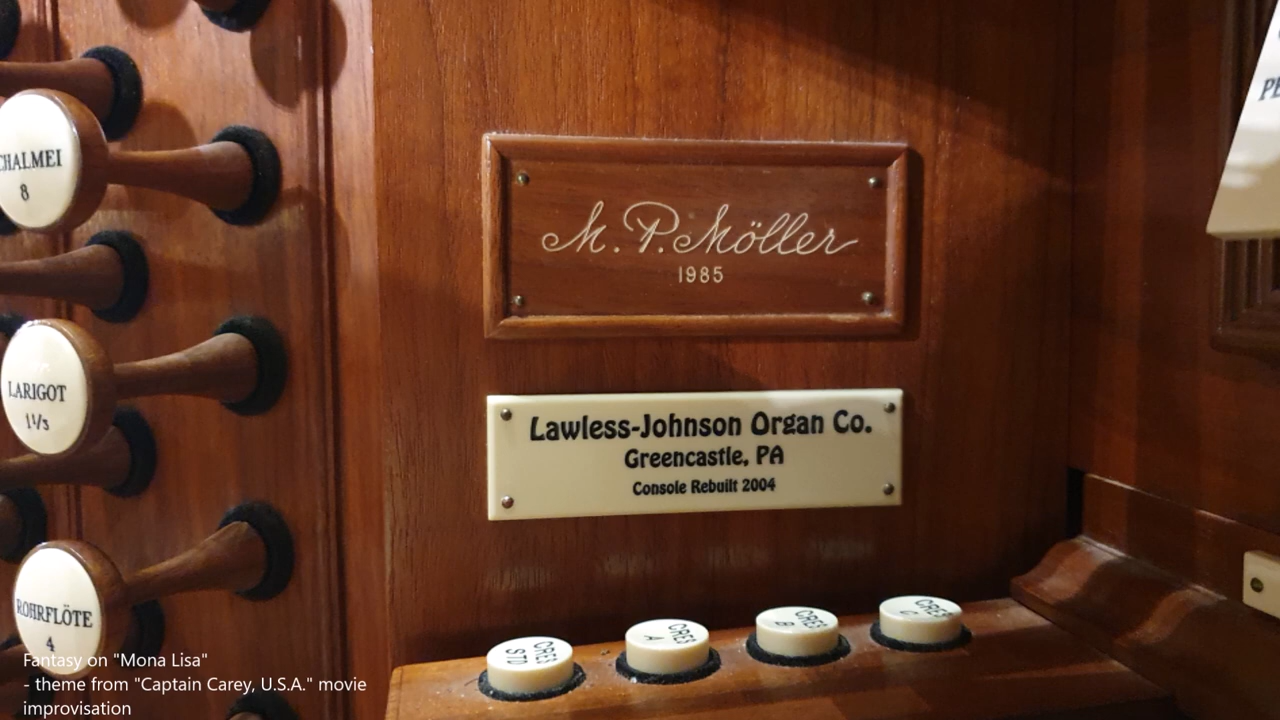 CHALMEI
8
LARIGOT
1 1/3
ROHRFLÖTE
4
M. P. Möller
1985
Lawless-Johnson Organ Co.
Greencastle, PA
Console Rebuilt 2004
CRES
STD
CRES
A
CRES
B
CRES
C
Fantasy on "Mona Lisa"
- theme from "Captain Carey, U.S.A." movie
improvisation